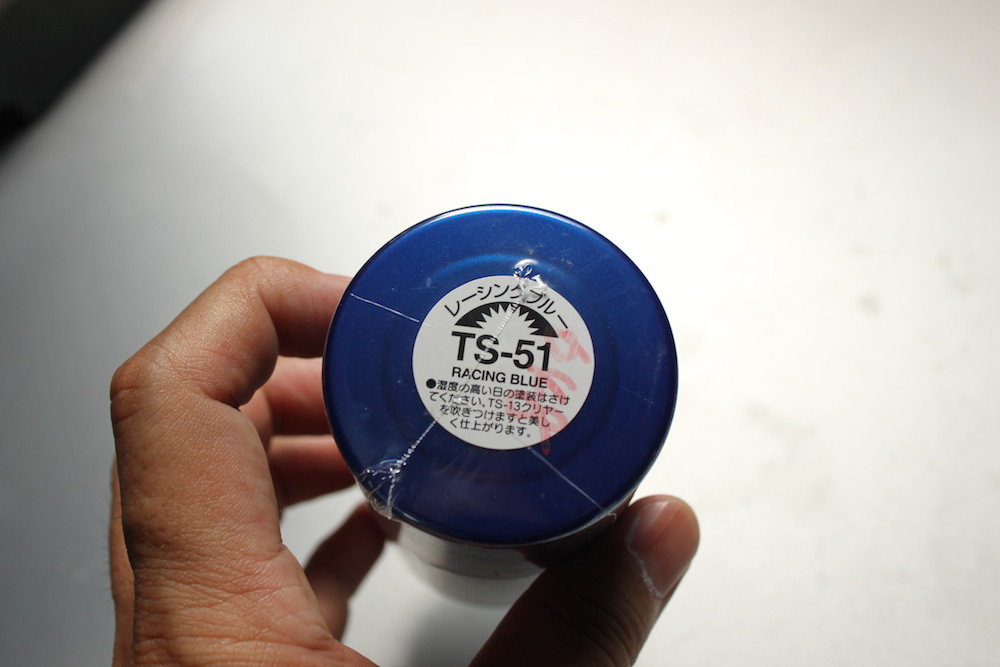 レーシングブルー
TS-51
RACING BLUE
●湿度の高い日の塗装はさけ
てください。TS-13クリヤー
を吹きつけますと美し
く仕上がります。